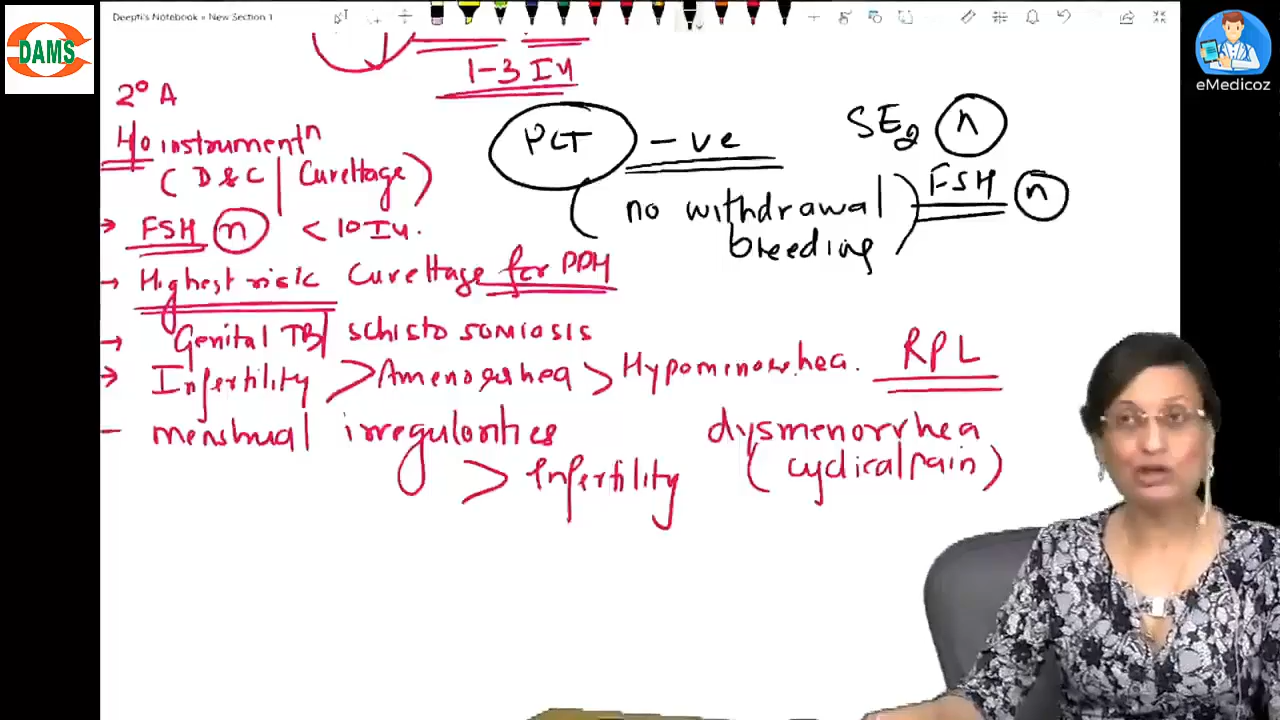 Deepti's Notebook » New Section 1
DAMS
eMedicoz
1-3 IU
2° A
H/o instrumentⁿ
(D & C | Curettage)
→ FSH n < 10 IU.
→ Highest risk Curettage for PPH
→ Genital TB/ schistosomiosis
→ Infertility > Amenorrhea > Hypomenorrhea.
- menstrual irregularities
> Infertility
PCT -ve
(no withdrawal bleeding)
SE2 n
FSH n
RPL
dysmenorrhea
(cyclical pain)